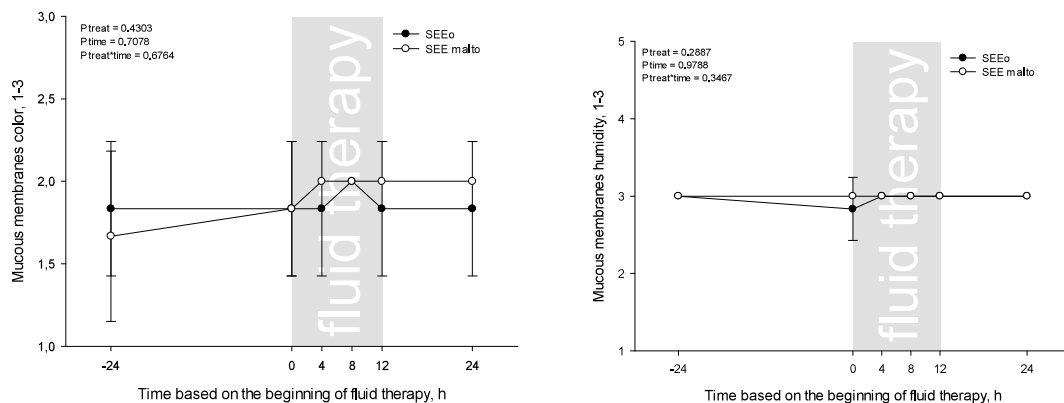 Ptreat = 0.4303
Ptime = 0.7078
Ptreat*time = 0.6764
SEEo
SEE malto
Mucous membranes color, 1-3
3,0
2,5
2,0
1,5
1,0
fluid therapy
-24 0 4 8 12 24
Time based on the beginning of fluid therapy, h
Ptreat = 0.2887
Ptime = 0.9788
Ptreat*time = 0.3467
SEEo
SEE malto
Mucous membranes humidity, 1-3
5
4
3
2
1
fluid therapy
-24 0 4 8 12 24
Time based on the beginning of fluid therapy, h